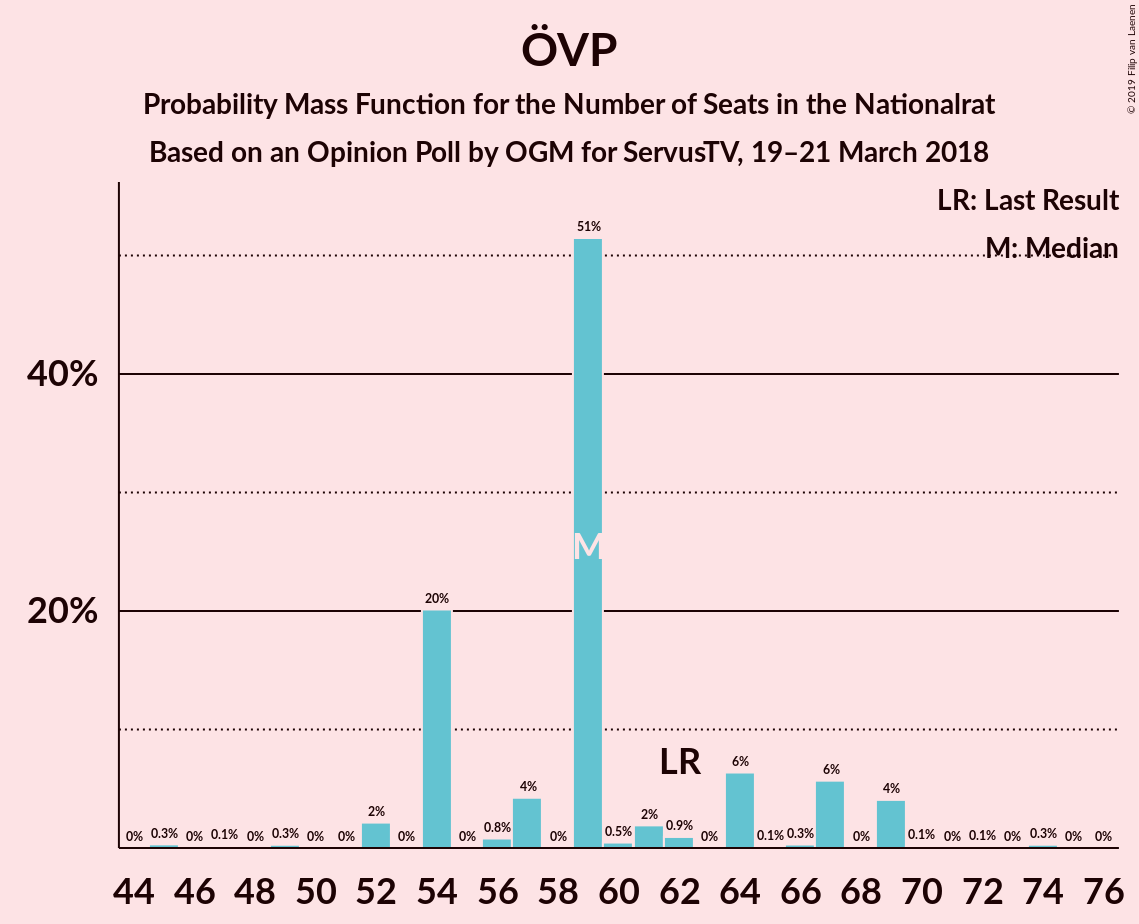 ÖVP
Probability Mass Function for the Number of Seats in the Nationalrat
Based on an Opinion Poll by OGM for ServusTV, 19–21 March 2018
© 2019 Filip van Laenen
LR: Last Result
M: Median
51%
40%
M
20%
20%
LR
0% 0.3% 0% 0.1% 0% 0.3% 0% 0% 2% 0% 0% 0.8% 4% 0% 0.5% 2% 0.9% 0% 6% 0.1% 0.3% 6% 0% 4% 0.1% 0% 0.1% 0% 0.3% 0% 0%
44 46 48 50 52 54 56 58 60 62 64 66 68 70 72 74 76